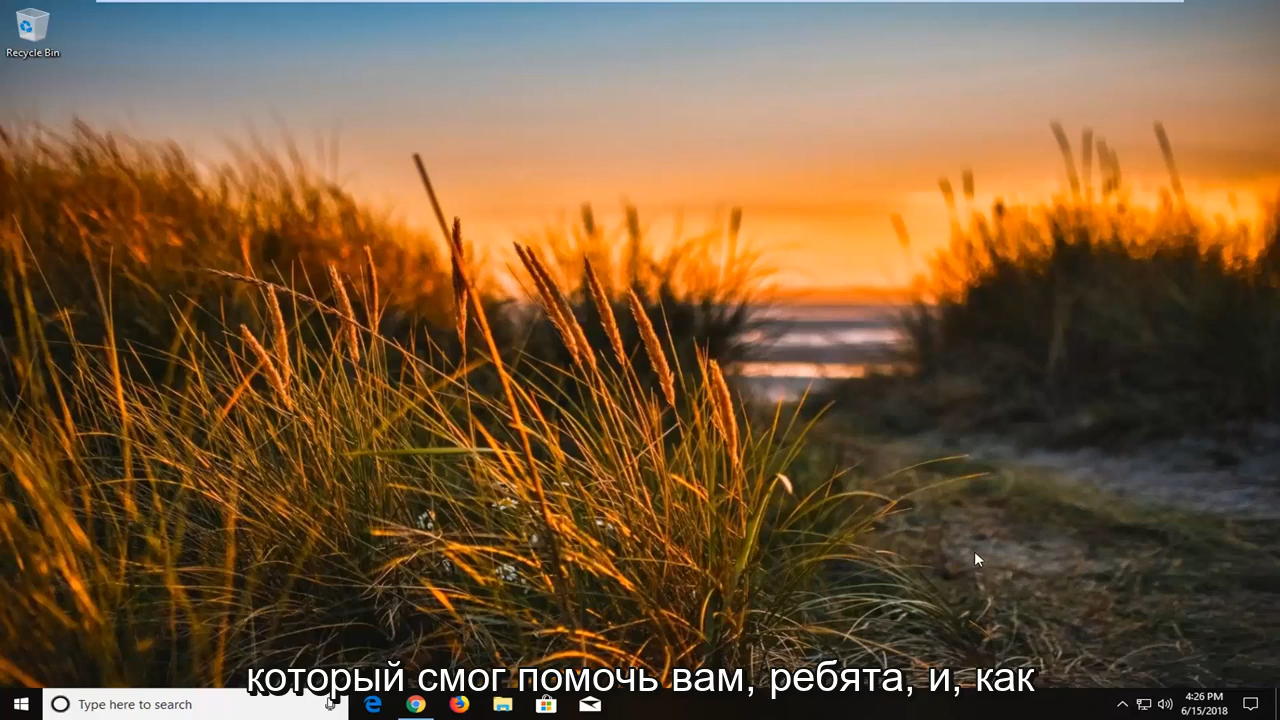 Recycle Bin
который смог помочь вам, ребята, и, как
Type here to search
4:26 PM
6/15/2018